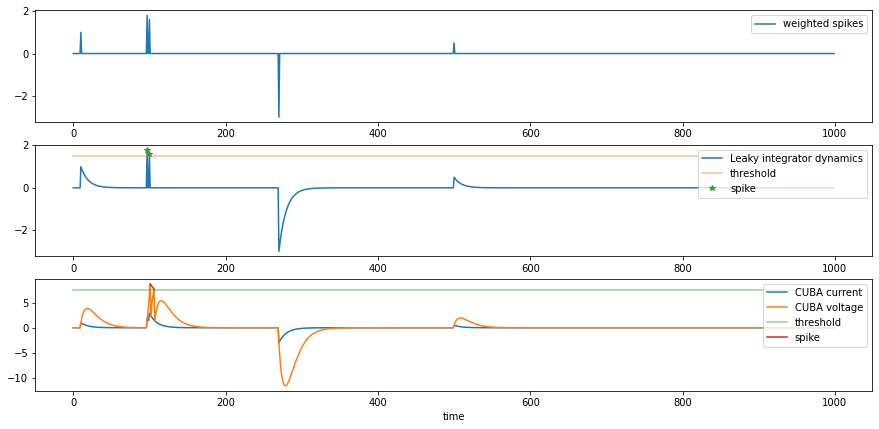 2
0
−2
weighted spikes
0 200 400 600 800 1000
2
0
−2
Leaky integrator dynamics
threshold
spike
0 200 400 600 800 1000
5
0
−5
−10
CUBA current
CUBA voltage
threshold
spike
0 200 400 600 800 1000
time